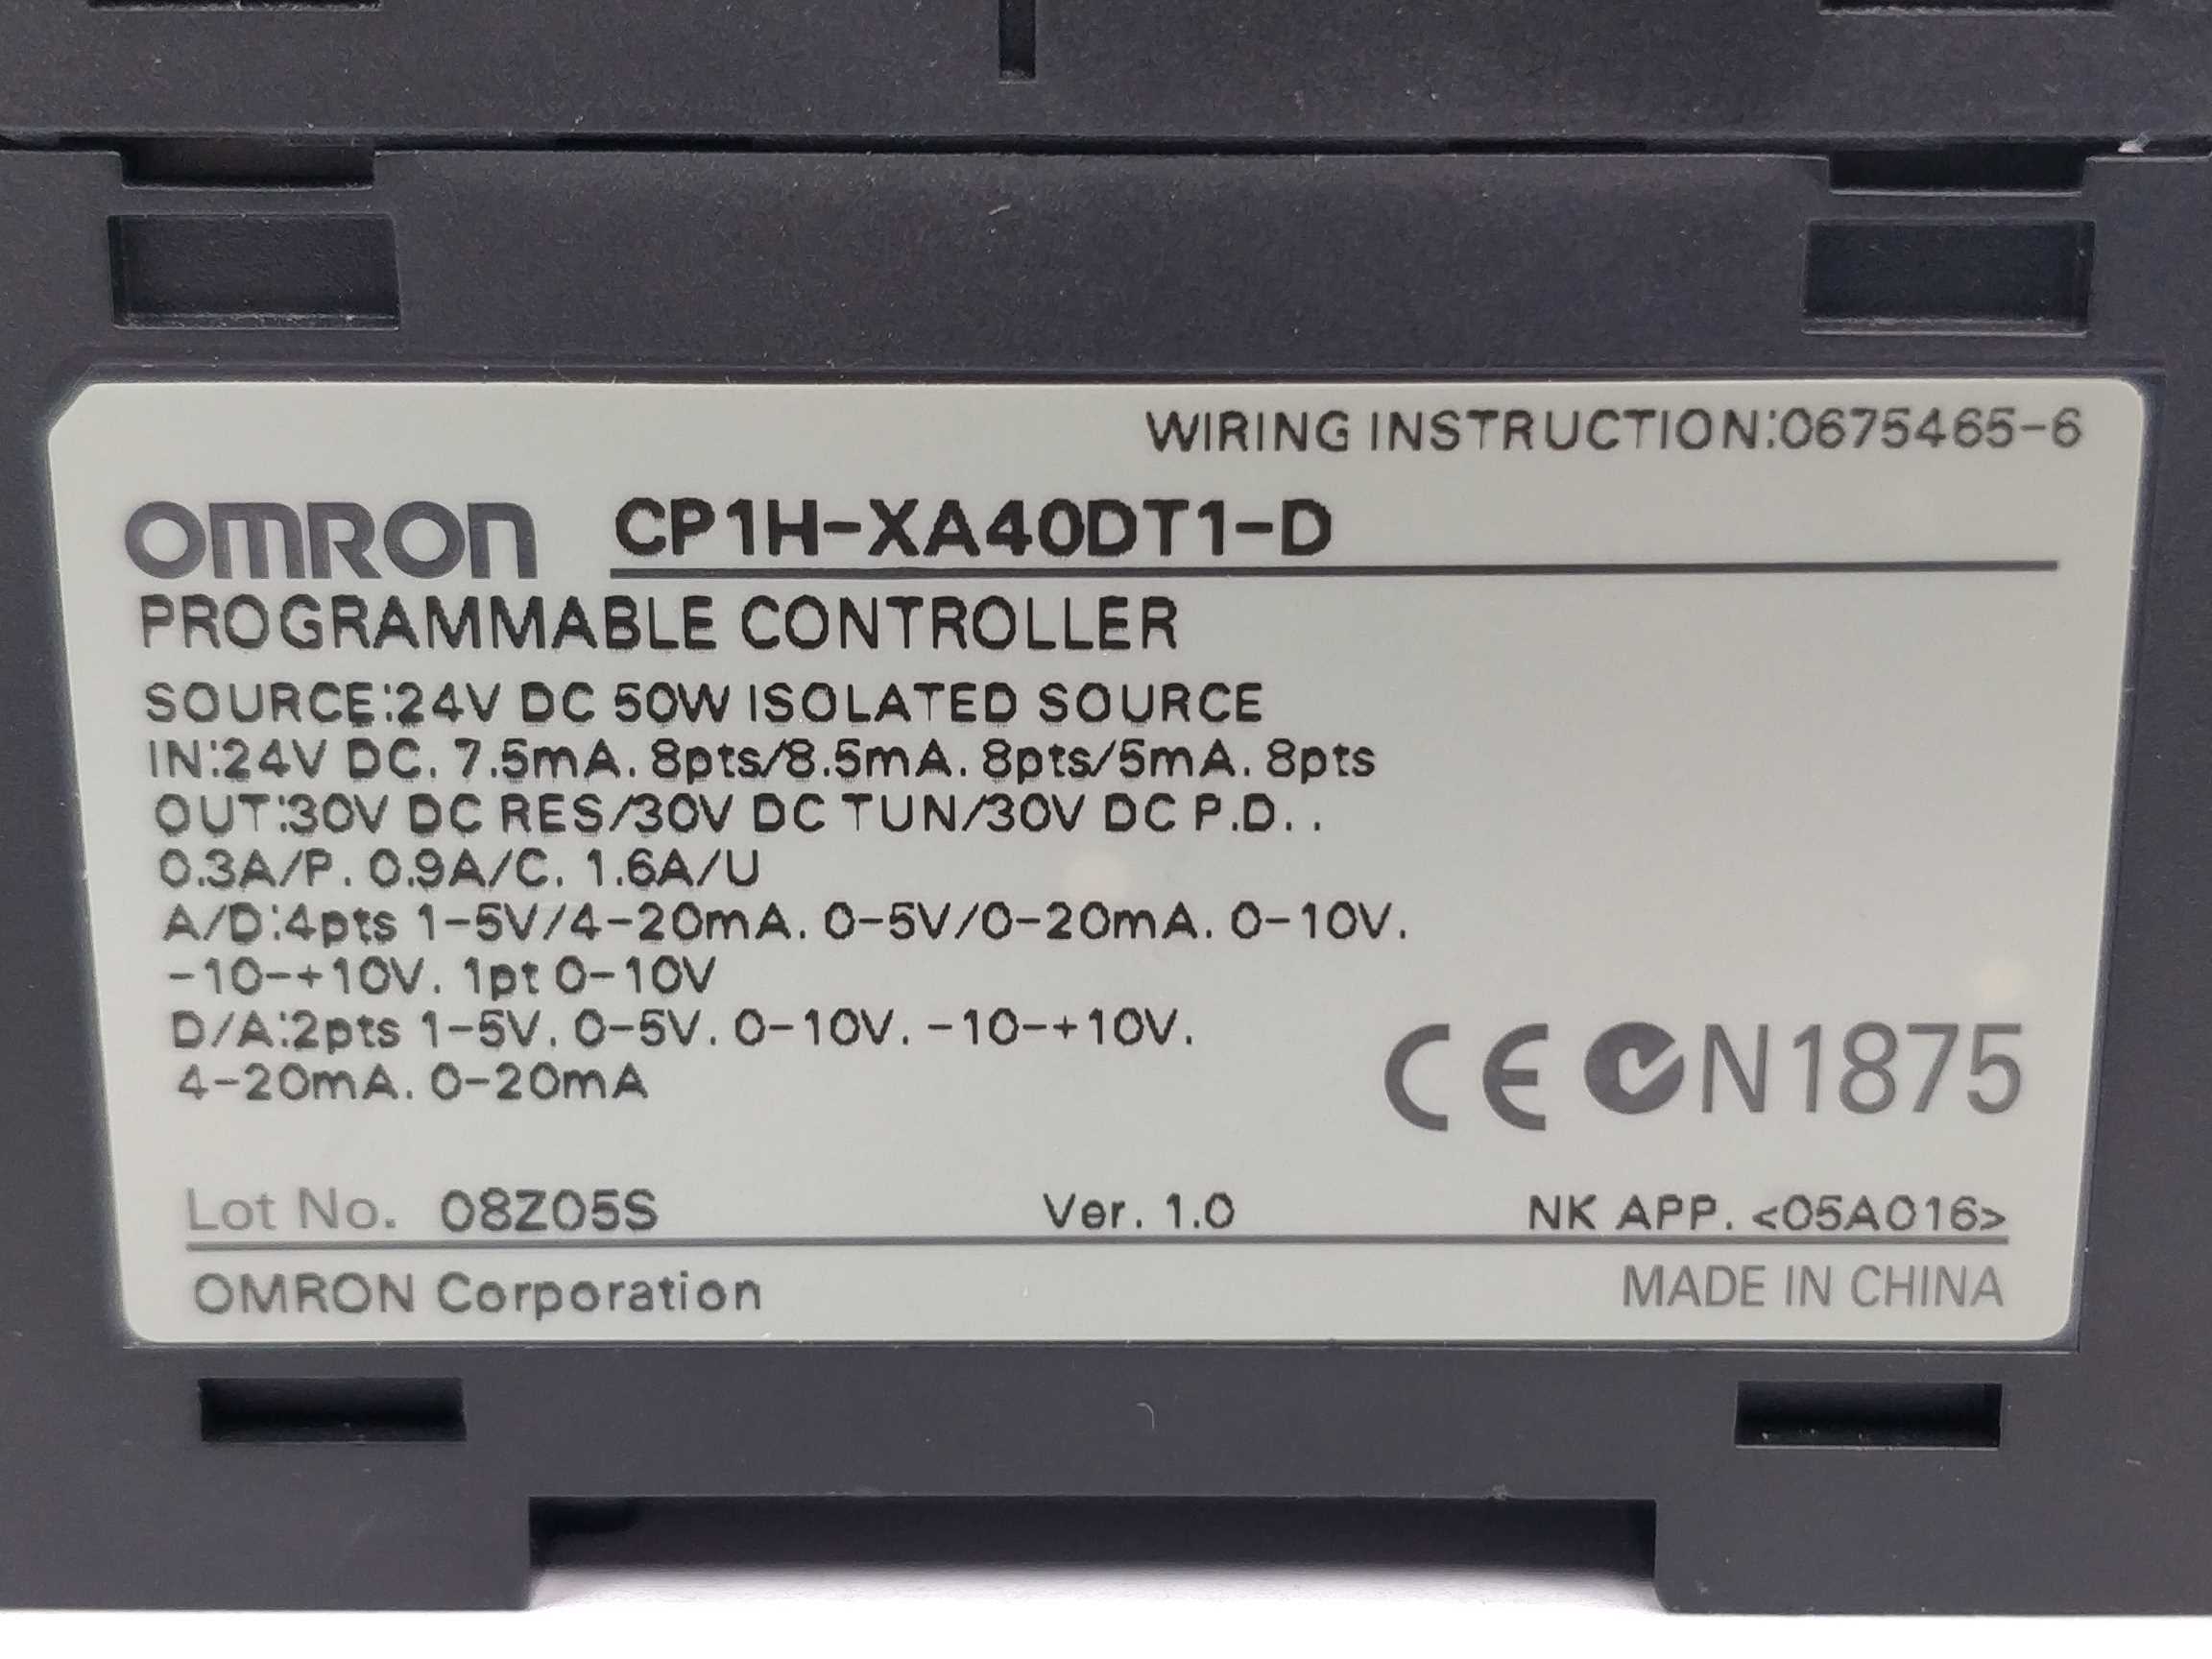 WIRING INSTRUCTION:0675465-6
OMRON CP1H-XA40DT1-D
PROGRAMMABLE CONTROLLER
SOURCE:24V DC 50W ISOLATED SOURCE
IN:24V DC. 7.5mA. 8pts/8.5mA. 8pts/5mA. 8pts
OUT:30V DC RES/30V DC TUN/30V DC P.D..
0.3A/P. 0.9A/C. 1.6A/U
A/D:4pts 1-5V/4-20mA. 0-5V/0-20mA. 0-10V.
-10-+10V. 1pt 0-10V
D/A:2pts 1-5V. 0-5V. 0-10V. -10-+10V.
4-20mA. 0-20mA
CE N1875
Lot No. 08Z05S Ver. 1.0 NK APP. <05A016>
OMRON Corporation MADE IN CHINA